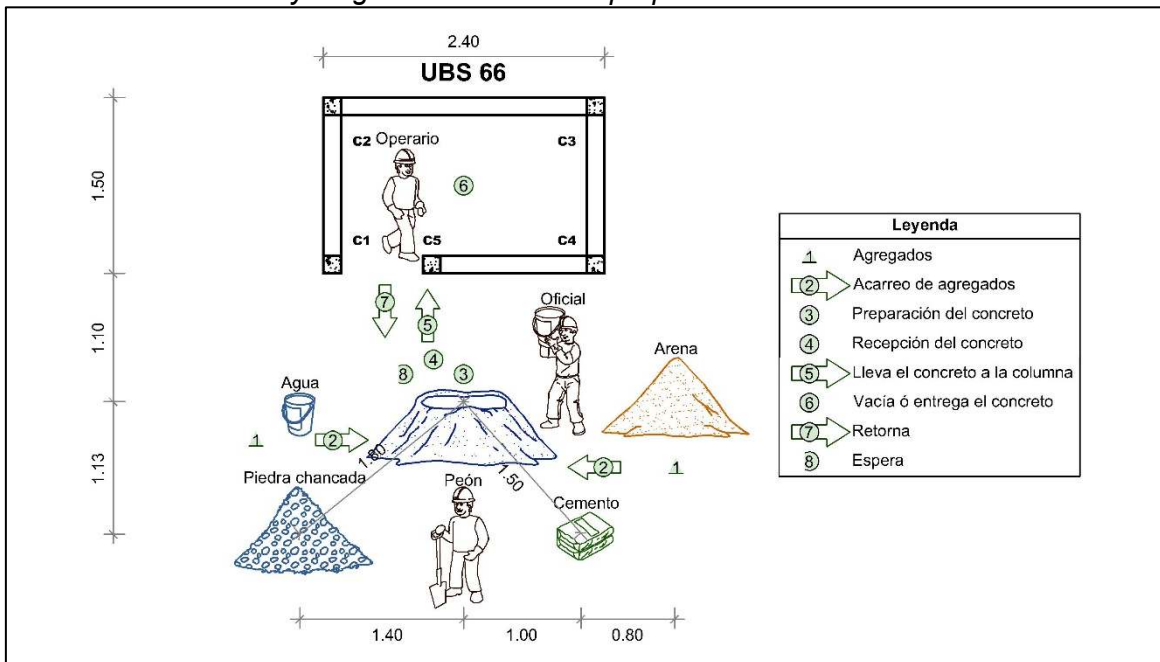 2.40
UBS 66
C2 Operario
C3
6
1.50
C1
C5
C4
7
5
Oficial
1.10
4
8
3
Arena
Agua
1
2
1.80
1.50
2
1
1.13
Piedra chancada
Peón
Cemento
1.40
1.00
0.80
Leyenda
1 Agregados
2 Acarreo de agregados
3 Preparación del concreto
4 Recepción del concreto
5 Lleva el concreto a la columna
6 Vacía ó entrega el concreto
7 Retorna
8 Espera